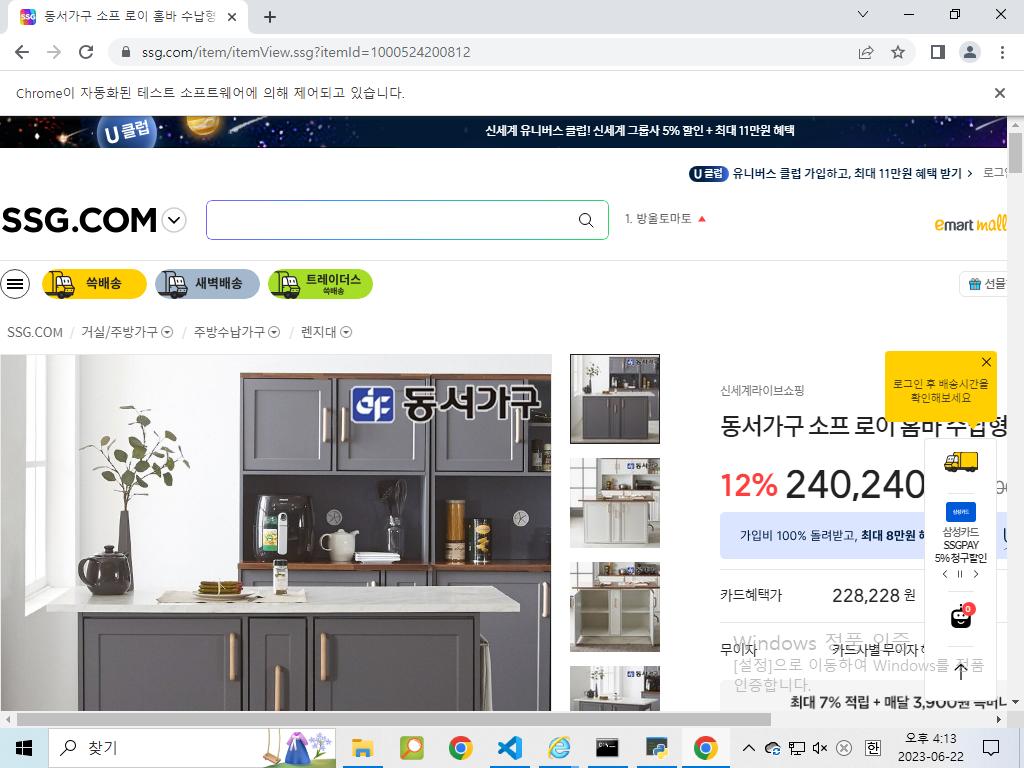 동서가구 소프 로이 홈바 수납형
ssg.com/item/itemView.ssg?itemId=1000524200812
Chrome이 자동화된 테스트 소프트웨어에 의해 제어되고 있습니다.
U 클럽
신세계 유니버스 클럽! 신세계 그룹사 5% 할인 + 최대 11만원 혜택
U 클럽 유니버스 클럽 가입하고, 최대 11만원 혜택 받기 >
로그인
SSG.COM
1. 방울토마토
emart mall
쓱배송
새벽배송
트레이더스
쓱배송
선물
SSG.COM / 거실/주방가구 / 주방수납가구 / 렌지대
동서가구
로그인 후 배송시간을
확인해보세요
신세계라이브쇼핑
동서가구 소프 로이 홈바 수납형
12% 240,240
가입비 100% 돌려받고, 최대 8만원
삼성카드
삼성카드
SSGPAY
5% 청구할인
카드혜택가 228,228 원
0
무이자 카드사별 무이자
Windows 정품 인증
[설정]으로 이동하여 Windows를 정품
인증합니다.
최대 7% 적립 + 매달 3,900원
찾기
오후 4:13
한
2023-06-22